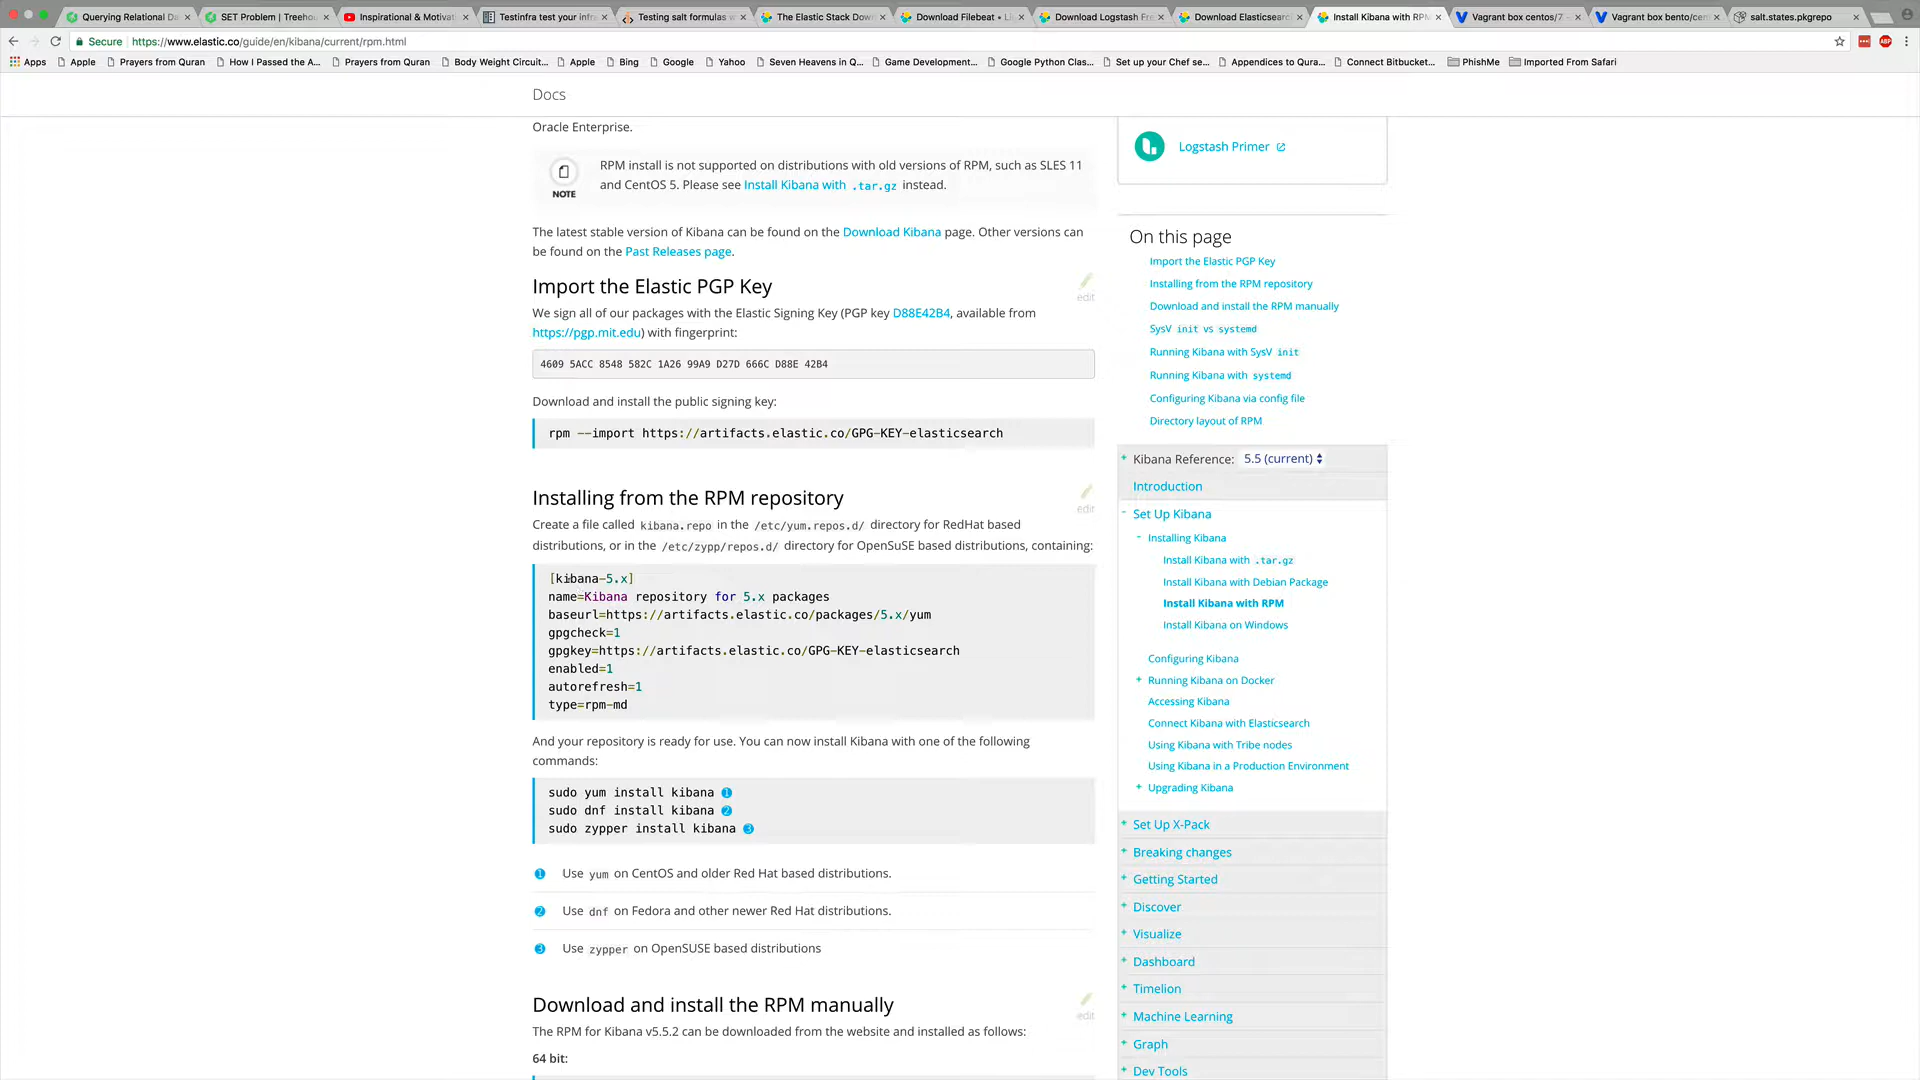 Querying Relational Da
SET Problem | Treehou
Inspirational & Motivat
Testinfra test your infra
Testing salt formulas w
The Elastic Stack Down
Download Filebeat • Li
Download Logstash Fre
Download Elasticsearc
Install Kibana with RPM
Vagrant box centos/7 -
Vagrant box bento/cen
salt.states.pkgrepo
Secure
https://www.elastic.co/guide/en/kibana/current/rpm.html
ABP
Apps
Apple
Prayers from Quran
How I Passed the A...
Prayers from Quran
Body Weight Circuit...
Apple
Bing
Google
Yahoo
Seven Heavens in Q...
Game Development...
Google Python Clas...
Set up your Chef se...
Appendices to Qura...
Connect Bitbucket...
PhishMe
Imported From Safari
Docs
Oracle Enterprise.
NOTE
RPM install is not supported on distributions with old versions of RPM, such as SLES 11
and CentOS 5. Please see Install Kibana with .tar.gz instead.
The latest stable version of Kibana can be found on the Download Kibana page. Other versions can
be found on the Past Releases page.
Import the Elastic PGP Key
edit
We sign all of our packages with the Elastic Signing Key (PGP key D88E42B4, available from
https://pgp.mit.edu) with fingerprint:
4609 5ACC 8548 582C 1A26 99A9 D27D 666C D88E 42B4
Download and install the public signing key:
rpm --import https://artifacts.elastic.co/GPG-KEY-elasticsearch
Installing from the RPM repository
edit
Create a file called kibana.repo in the /etc/yum.repos.d/ directory for RedHat based
distributions, or in the /etc/zypp/repos.d/ directory for OpenSuSE based distributions, containing:
[kibana-5.x]
name=Kibana repository for 5.x packages
baseurl=https://artifacts.elastic.co/packages/5.x/yum
gpgcheck=1
gpgkey=https://artifacts.elastic.co/GPG-KEY-elasticsearch
enabled=1
autorefresh=1
type=rpm-md
And your repository is ready for use. You can now install Kibana with one of the following
commands:
sudo yum install kibana 1
sudo dnf install kibana 2
sudo zypper install kibana 3
1 Use yum on CentOS and older Red Hat based distributions.
2 Use dnf on Fedora and other newer Red Hat distributions.
3 Use zypper on OpenSUSE based distributions
Download and install the RPM manually
edit
The RPM for Kibana v5.5.2 can be downloaded from the website and installed as follows:
64 bit:
Logstash Primer
On this page
Import the Elastic PGP Key
Installing from the RPM repository
Download and install the RPM manually
SysV init vs systemd
Running Kibana with SysV init
Running Kibana with systemd
Configuring Kibana via config file
Directory layout of RPM
+ Kibana Reference: 5.5 (current)
Introduction
- Set Up Kibana
- Installing Kibana
Install Kibana with .tar.gz
Install Kibana with Debian Package
Install Kibana with RPM
Install Kibana on Windows
Configuring Kibana
+ Running Kibana on Docker
Accessing Kibana
Connect Kibana with Elasticsearch
Using Kibana with Tribe nodes
Using Kibana in a Production Environment
+ Upgrading Kibana
+ Set Up X-Pack
+ Breaking changes
+ Getting Started
+ Discover
+ Visualize
+ Dashboard
+ Timelion
+ Machine Learning
+ Graph
+ Dev Tools